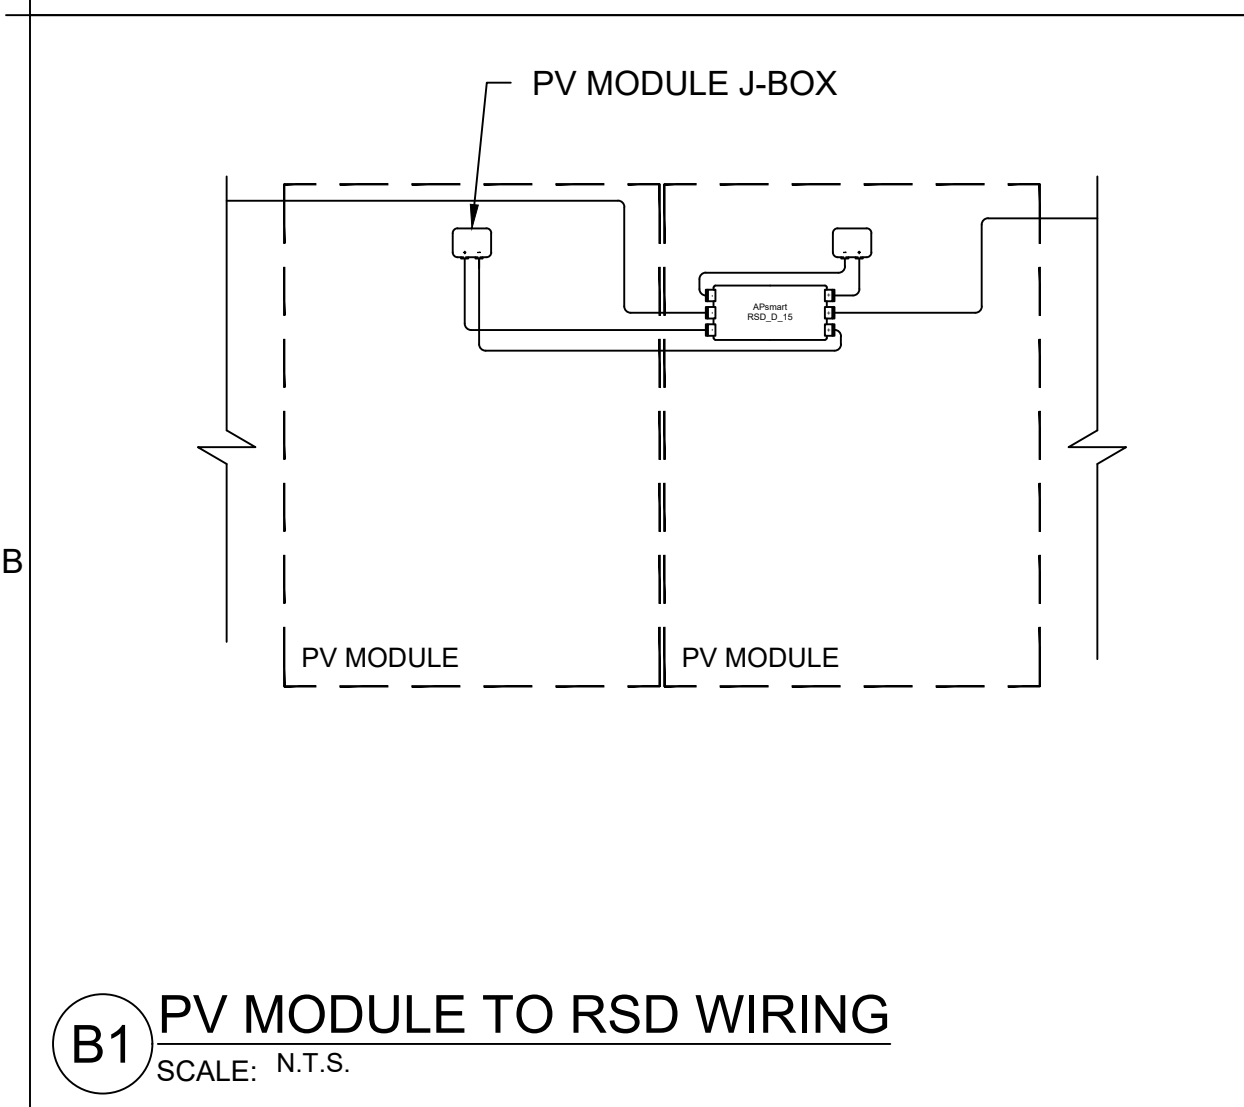 PV MODULE J-BOX
APsmart
RSD_D_15
B
PV MODULE
PV MODULE
B1
PV MODULE TO RSD WIRING
SCALE: N.T.S.